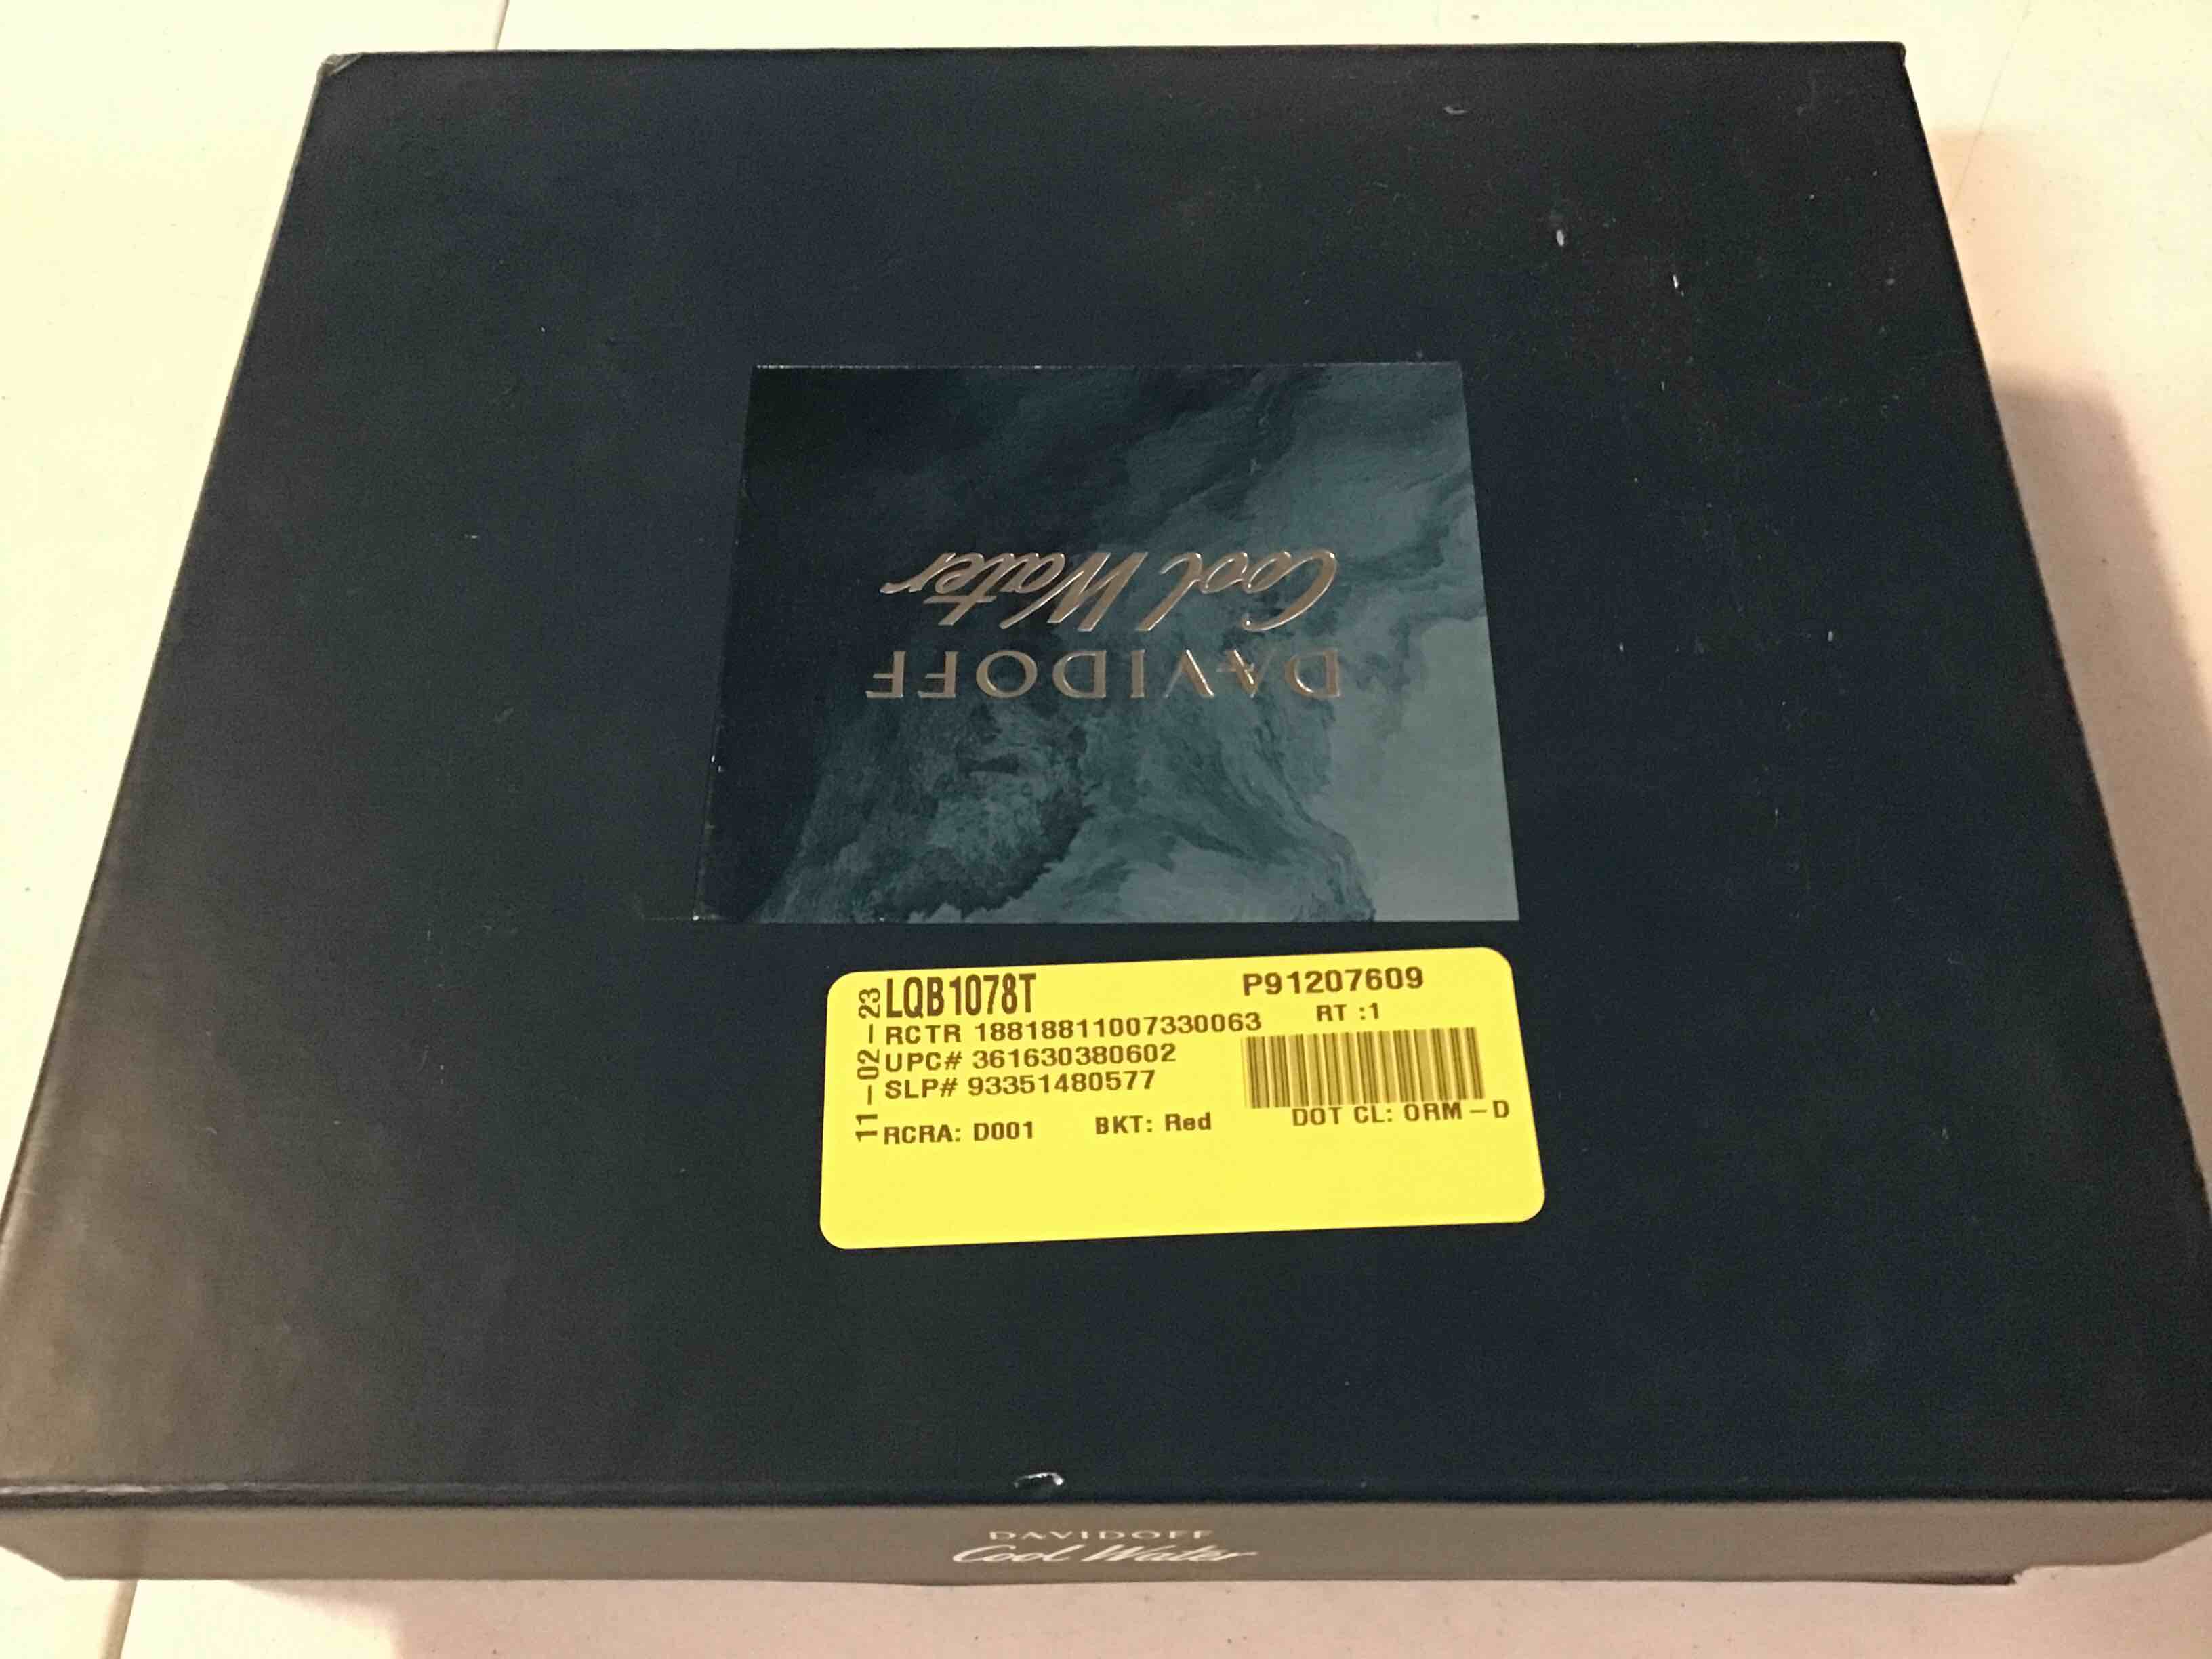 Cool Water
DAVIDOFF
11-02-23
LQB1078T
P91207609
RCTR 18818811007330063
RT :1
UPC# 361630380602
SLP# 93351480577
RCRA: D001
BKT: Red
DOT CL: ORM-D
DAVIDOFF
Cool Water